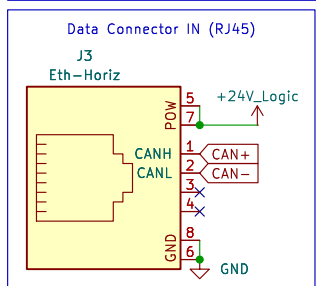 Data Connector IN (RJ45)
J3
Eth-Horiz
POW
5
7
+24V_Logic
CANH 1 CAN+
CANL 2 CAN-
3
4
GND
8
6
GND